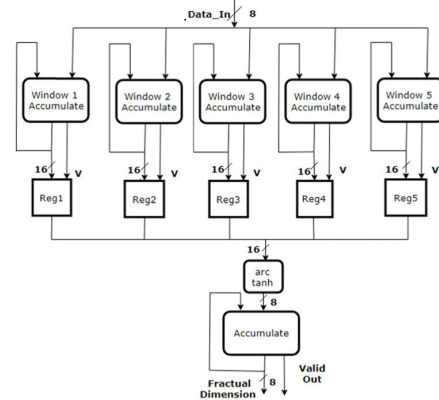 .Data_In 8
Window 1 Accumulate
Window 2 Accumulate
Window 3 Accumulate
Window 4 Accumulate
Window 5 Accumulate
16 V 16 V 16 V 16 V 16 V
Reg1 Reg2 Reg3 Reg4 Reg5
16
arc
tanh
8
Accumulate
Fractual
Dimension
8
Valid
Out